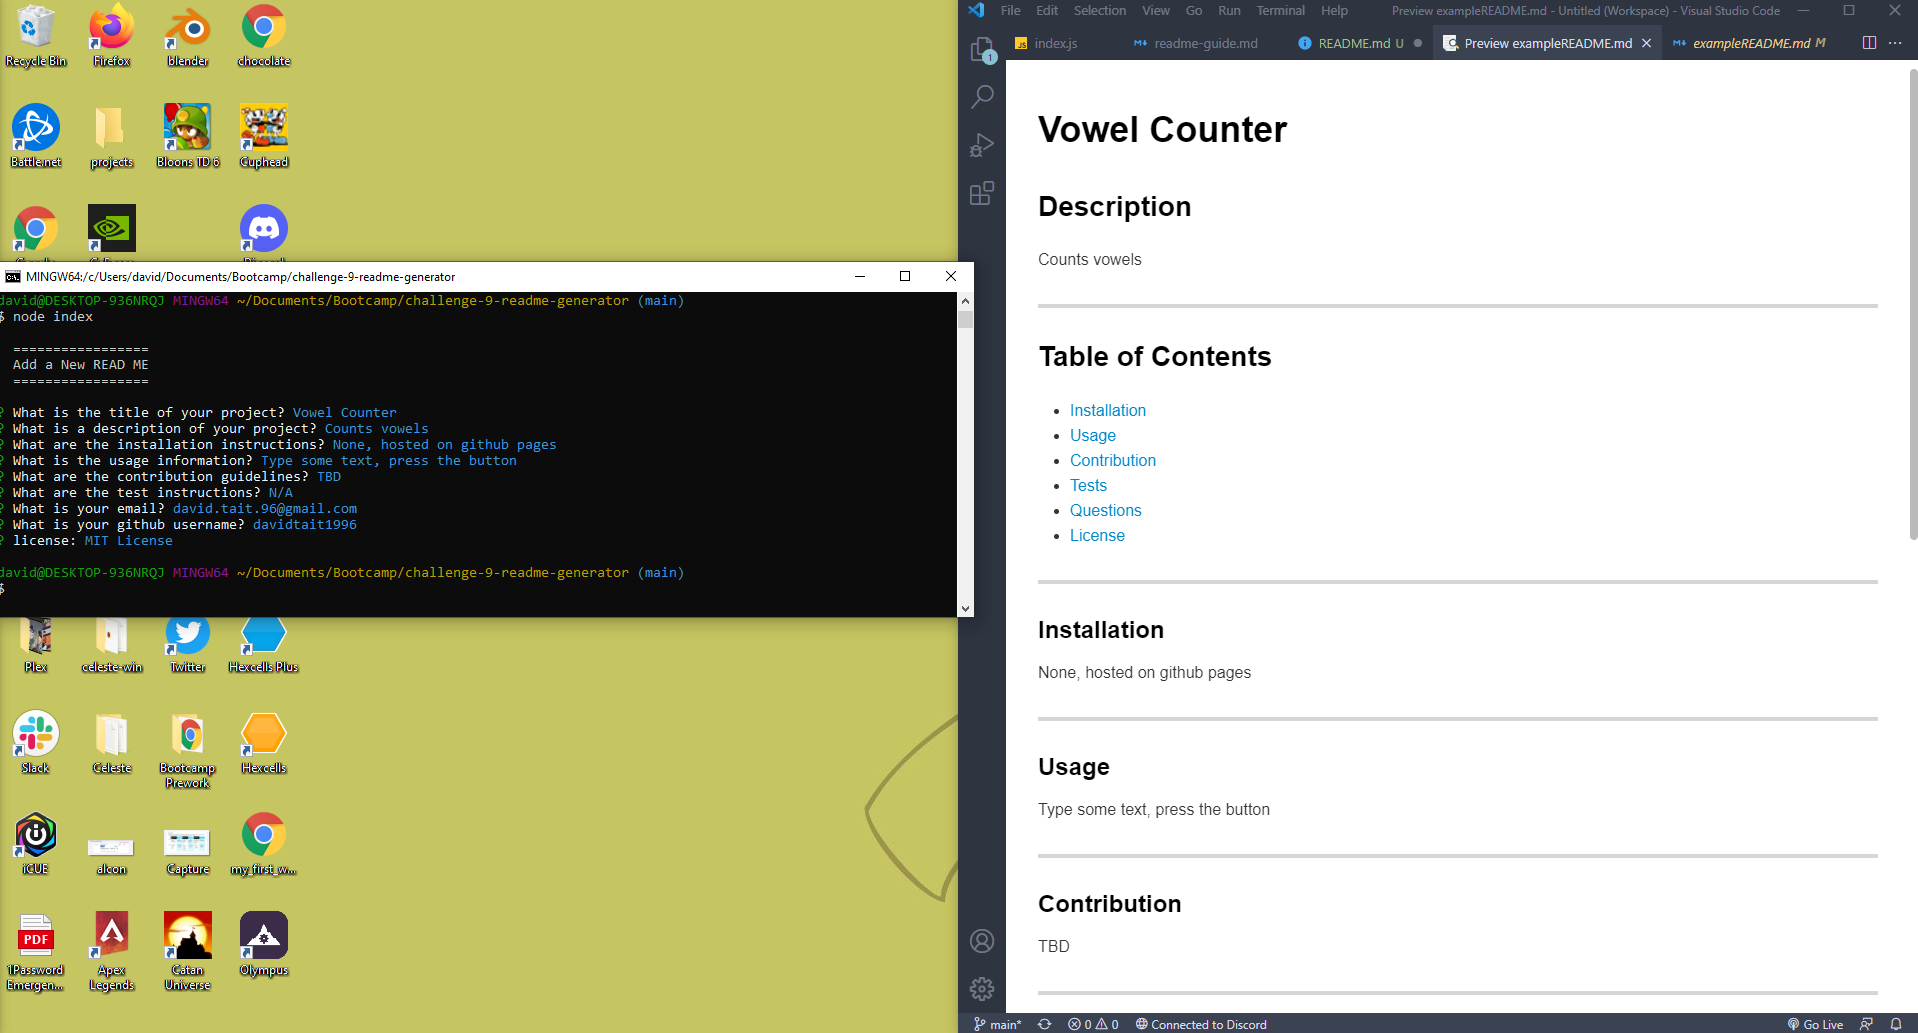 Recycle Bin
Firefox
blender
chocolate
Battle.net
projects
Bloons TD 6
Cuphead
MINGW64:/c/Users/david/Documents/Bootcamp/challenge-9-readme-generator
david@DESKTOP-936NRQJ MINGW64 ~/Documents/Bootcamp/challenge-9-readme-generator (main)
$ node index
=================
Add a New READ ME
=================
? What is the title of your project? Vowel Counter
? What is a description of your project? Counts vowels
? What are the installation instructions? None, hosted on github pages
? What is the usage information? Type some text, press the button
? What are the contribution guidelines? TBD
? What are the test instructions? N/A
? What is your email? david.tait.96@gmail.com
? What is your github username? davidtait1996
? license: MIT License
david@DESKTOP-936NRQJ MINGW64 ~/Documents/Bootcamp/challenge-9-readme-generator (main)
$
Plex
celeste-win
Twitter
Hexcells Plus
Slack
Celeste
Bootcamp Prework
Hexcells
iCUE
alcon
Capture
my_first_w...
PDF
1Password Emergen...
Apex Legends
Catan Universe
Olympus
File Edit Selection View Go Run Terminal Help
Preview exampleREADME.md - Untitled (Workspace) - Visual Studio Code
JS index.js
readme-guide.md
README.md U
Preview exampleREADME.md
exampleREADME.md M
1
Vowel Counter
Description
Counts vowels
Table of Contents
• Installation
• Usage
• Contribution
• Tests
• Questions
• License
Installation
None, hosted on github pages
Usage
Type some text, press the button
Contribution
TBD
main* 0 0 Connected to Discord
Go Live